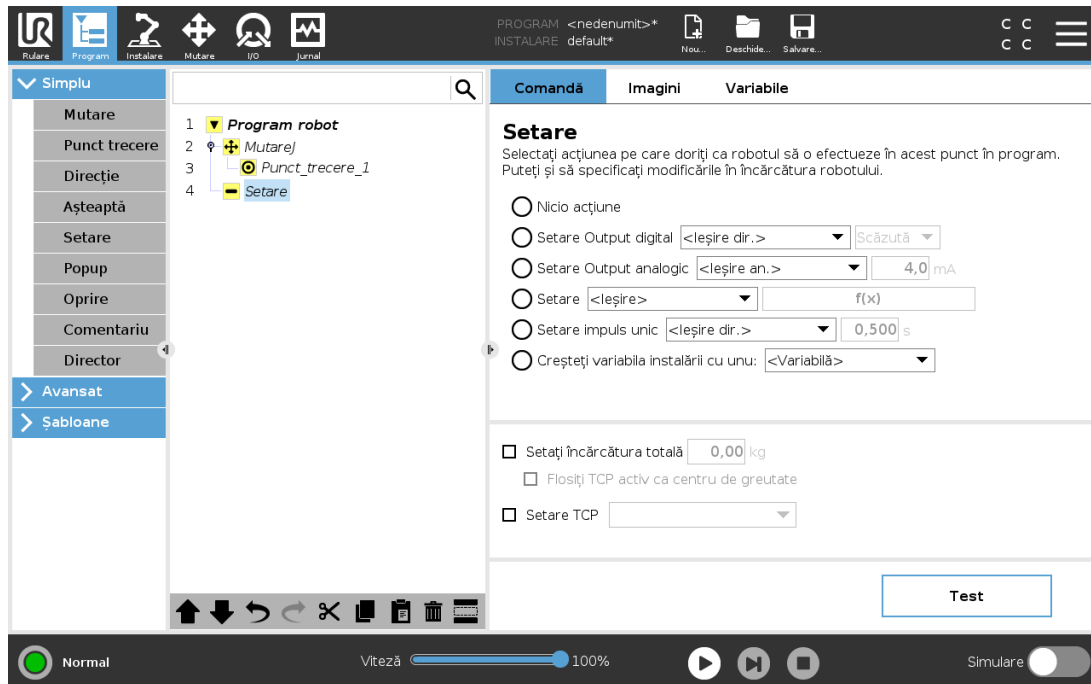 PROGRAM <nedenumit>*
INSTALARE default*
UR
Rulare Program Instalare Mutare I/O Jurnal
Nou... Deschide... Salvare...
C C
C C
Simplu
Mutare
Punct trecere
Direcție
Așteaptă
Setare
Popup
Oprire
Comentariu
Director
Avansat
Șabloane
1 Program robot
2 MutareJ
3 Punct_trecere_1
4 Setare
Comandă Imagini Variabile
Setare
Selectați acțiunea pe care doriți ca robotul să o efectueze în acest punct în program.
Puteți și să specificați modificările în încărcătura robotului.
Nicio acțiune
Setare Output digital <Ieșire dir.> Scăzută
Setare Output analogic <Ieșire an.> 4,0 mA
Setare <Ieșire> f(x)
Setare impuls unic <Ieșire dir.> 0,500 s
Creșteți variabila instalării cu unu: <Variabilă>
Setați încărcătura totală 0,00 kg
Flosiți TCP activ ca centru de greutate
Setare TCP
Test
Normal
Viteză 100%
Simulare